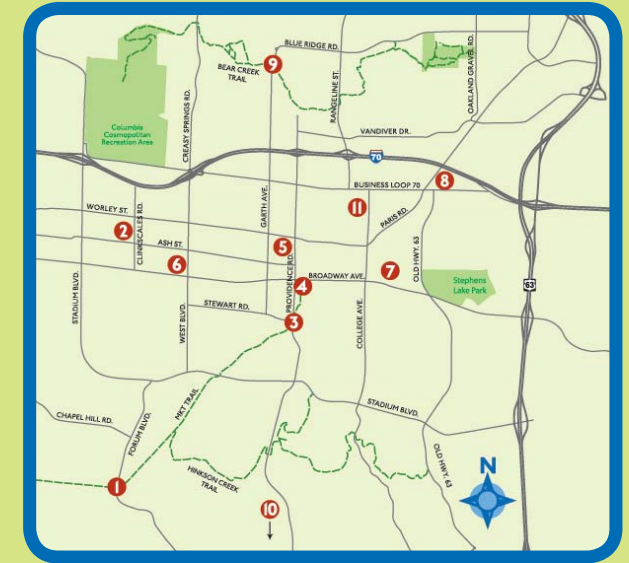 BLUE RIDGE RD.
9
BEAR CREEK
TRAIL
RANGELINE ST.
OAKLAND GRAVEL RD.
Columbia
Cosmopolitan
Recreation Area
CREASY SPRINGS RD.
VANDIVER DR.
70
8
BUSINESS LOOP 70
WORLEY ST.
CLINKSCALES RD.
GARTH AVE.
11
PARIS RD.
2
ASH ST.
5
PROVIDENCE RD.
6
4
BROADWAY AVE.
7
OLD HWY. 63
Stephens
Lake Park
63
STADIUM BLVD.
WEST BLVD.
STEWART RD.
3
COLLEGE AVE.
CHAPEL HILL RD.
FORUM BLVD.
MKT TRAIL
STADIUM BLVD.
OLD HWY. 63
HINKSON CREEK
TRAIL
1
10
N